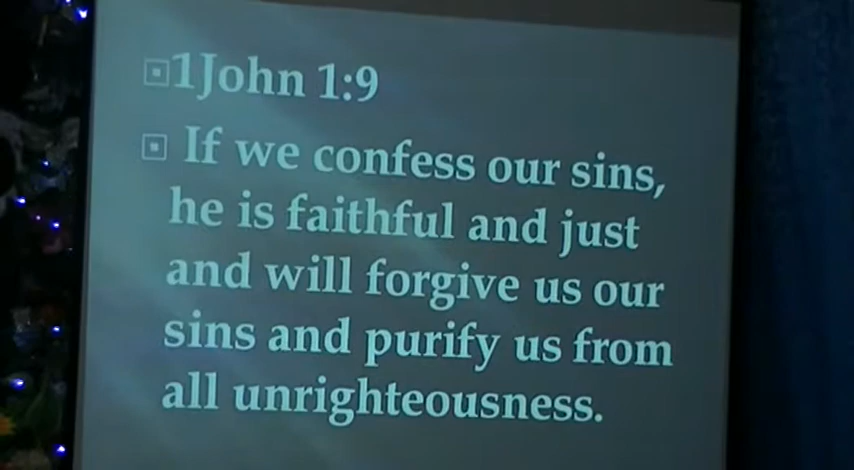 1John 1:9
If we confess our sins,
he is faithful and just
and will forgive us our
sins and purify us from
all unrighteousness.